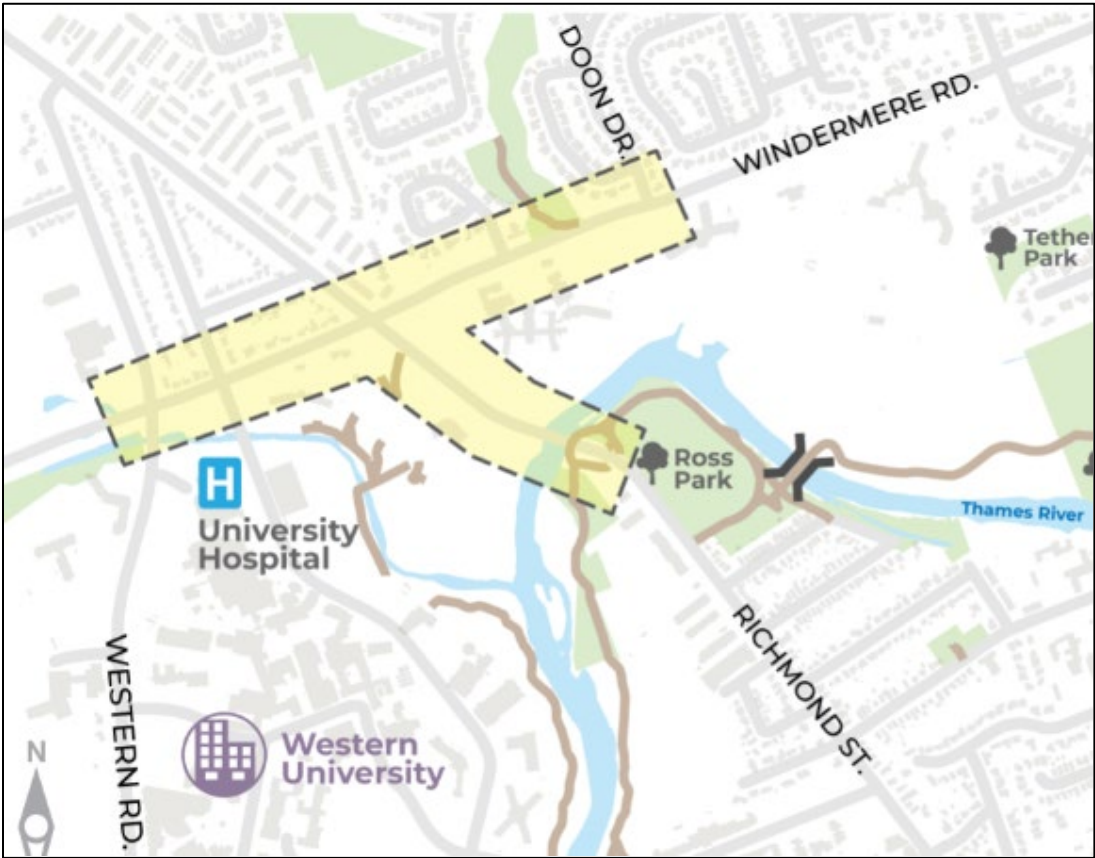 DOON DR.
WINDERMERE RD.
Tether
Park
Ross
Park
Thames River
H
University
Hospital
RICHMOND ST.
WESTERN RD.
Western
University
N